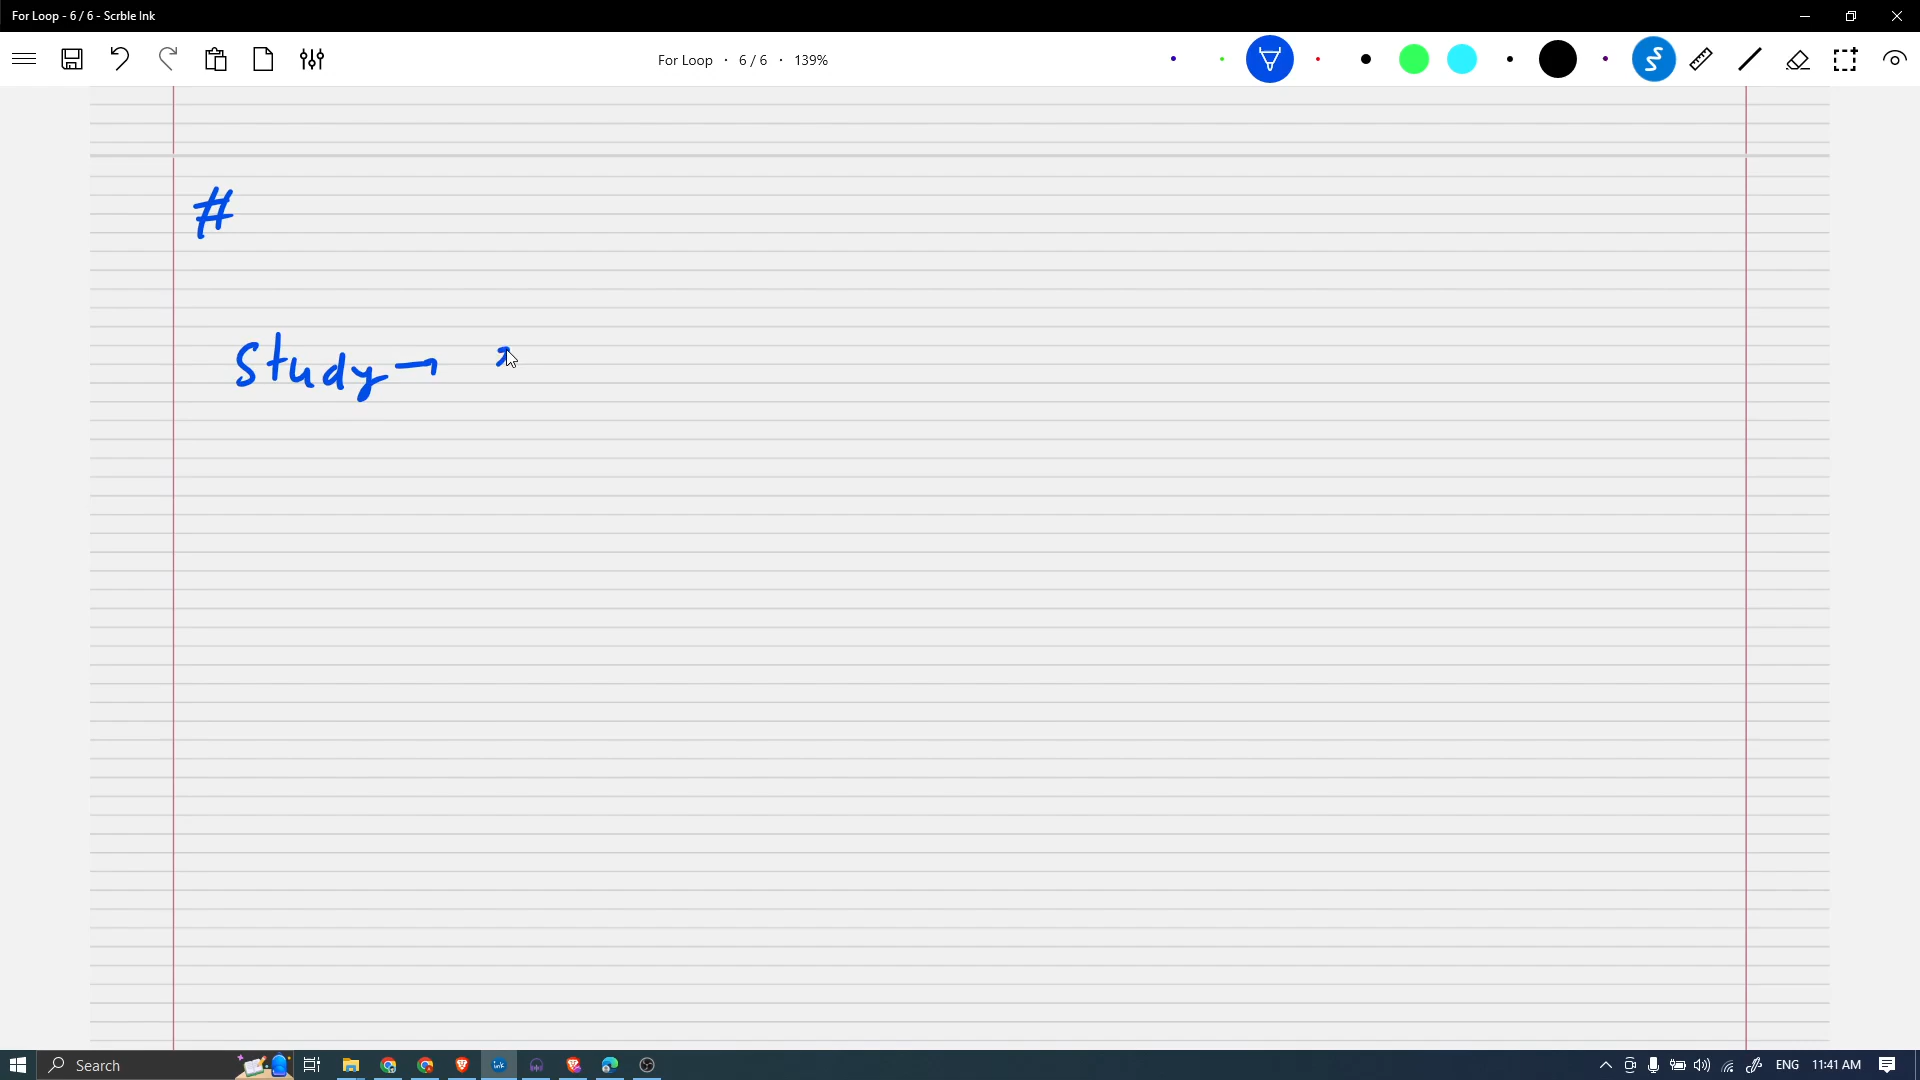 For Loop - 6 / 6 - Scrble Ink
For Loop · 6 / 6 · 139%
#
Study →
Search
ENG 11:41 AM